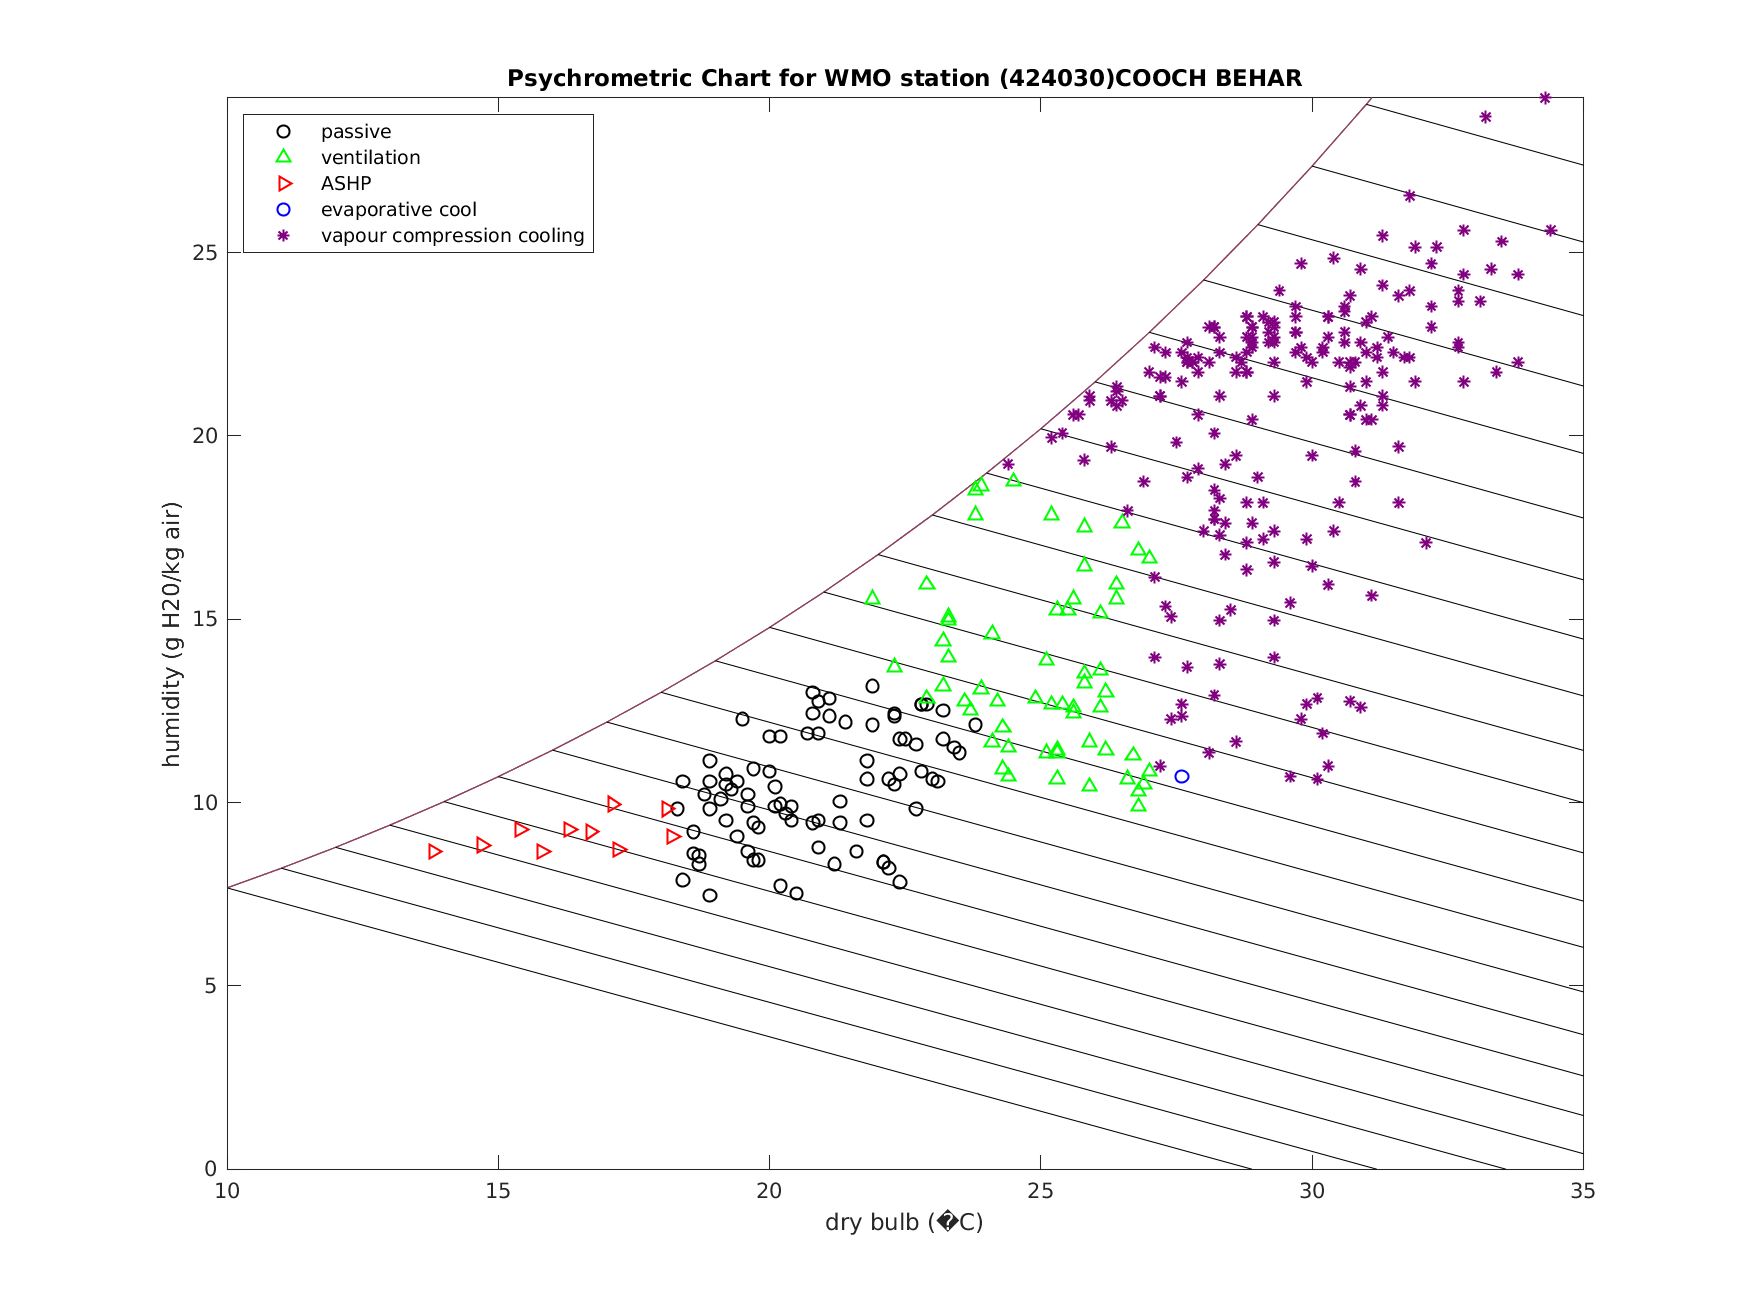 Psychrometric Chart for WMO station (424030)COOCH BEHAR
passive
ventilation
ASHP
evaporative cool
vapour compression cooling
25
20
15
10
5
0
humidity (g H20/kg air)
10 15 20 25 30 35
dry bulb (�C)